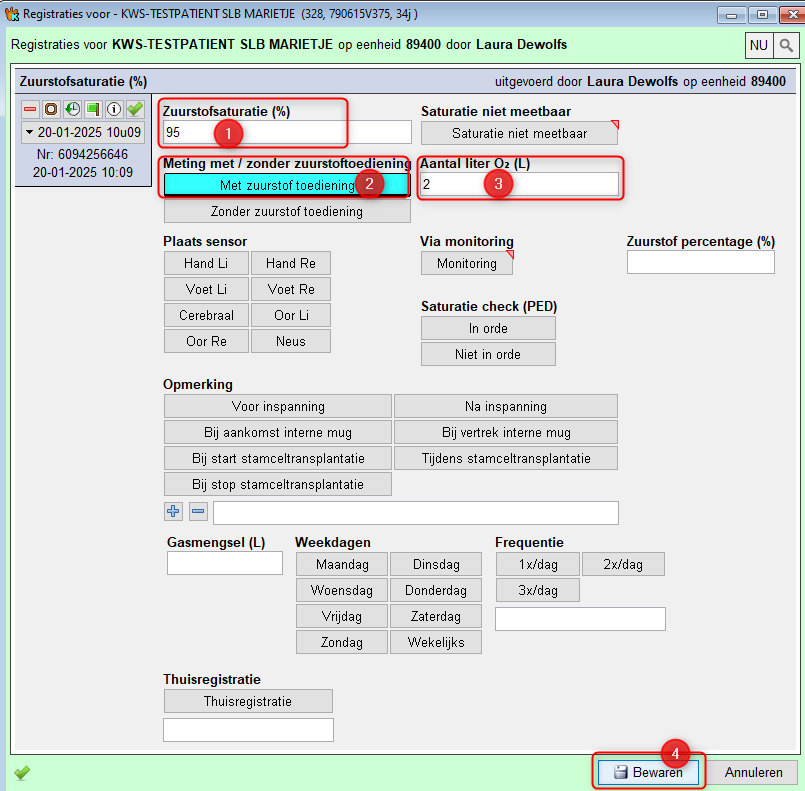 Registraties voor - KWS-TESTPATIENT SLB MARIETJE (328, 790615V375, 34j )
Registraties voor KWS-TESTPATIENT SLB MARIETJE op eenheid 89400 door Laura Dewolfs
NU
Zuurstofsaturatie (%)
uitgevoerd door Laura Dewolfs op eenheid 89400
20-01-2025 10u09
Nr: 6094256646
20-01-2025 10:09
Zuurstofsaturatie (%)
95
1
Saturatie niet meetbaar
Saturatie niet meetbaar
Meting met / zonder zuurstoftoediening
Met zuurstof toediening
2
Zonder zuurstof toediening
Aantal liter O₂ (L)
2
3
Plaats sensor
Hand Li
Hand Re
Voet Li
Voet Re
Cerebraal
Oor Li
Oor Re
Neus
Via monitoring
Monitoring
Zuurstof percentage (%)
Saturatie check (PED)
In orde
Niet in orde
Opmerking
Voor inspanning
Na inspanning
Bij aankomst interne mug
Bij vertrek interne mug
Bij start stamceltransplantatie
Tijdens stamceltransplantatie
Bij stop stamceltransplantatie
Gasmengsel (L)
Weekdagen
Maandag
Dinsdag
Woensdag
Donderdag
Vrijdag
Zaterdag
Zondag
Wekelijks
Frequentie
1x/dag
2x/dag
3x/dag
Thuisregistratie
Thuisregistratie
4
Bewaren
Annuleren